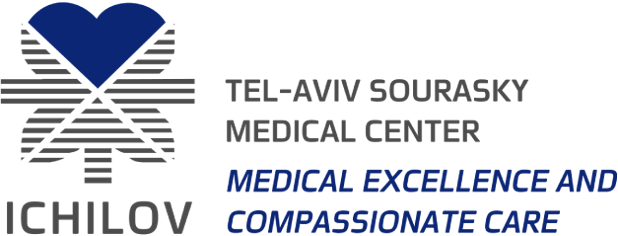 TEL-AVIV SOURASKY
MEDICAL CENTER
MEDICAL EXCELLENCE AND
COMPASSIONATE CARE
ICHILOV